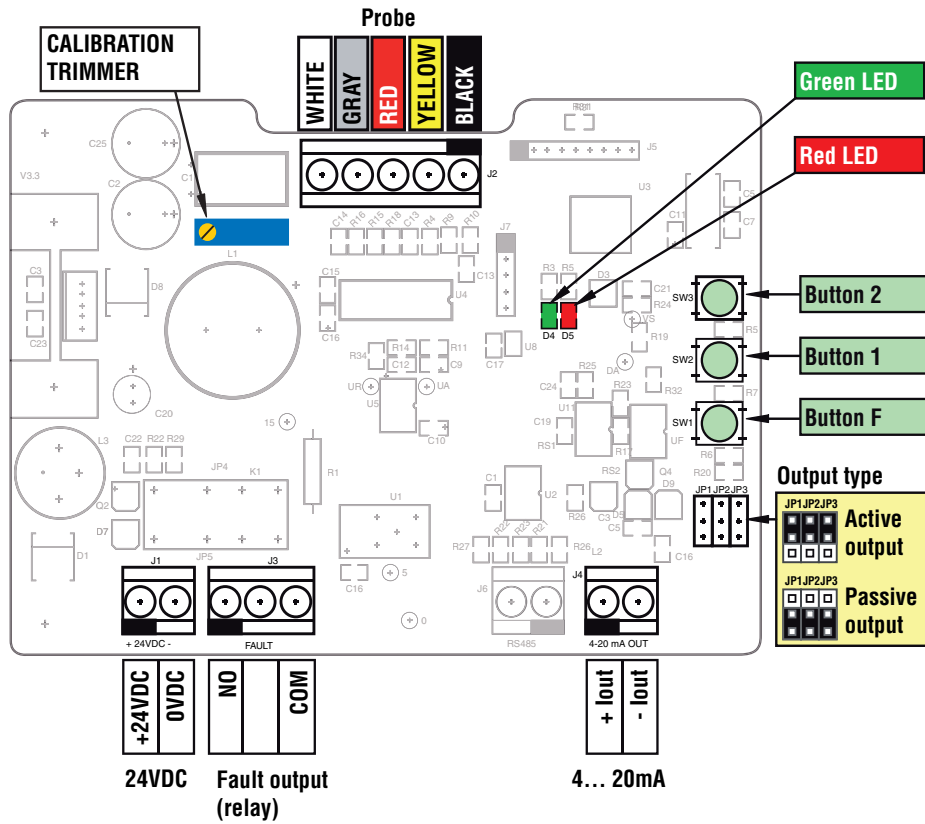 Probe
CALIBRATION
TRIMMER
WHITE
GRAY
RED
YELLOW
BLACK
Green LED
Red LED
C25
V3.3
C2
C1
J2
J5
U3
C5
C7
C11
C14
R16
R15
R18
C13
R4
R9
R10
J7
L1
C3
D8
C15
C13
U4
R3
R5
D3
C21
R24
SW3
Button 2
C23
C16
D4
D5
VS
R5
R19
R34
R14
R11
C12
C9
C17
U8
DA
SW2
Button 1
UR
UA
U5
C24
R25
R23
R32
R7
C20
15
C10
C19
U11
SW1
Button F
L3
C22
R22
R29
RS1
UF
R6
R20
JP4
K1
R1
RS2
Q4
Output type
Q2
U1
C1
U2
R26
C3
D9
JP1
JP2
JP3
JP1 JP2 JP3
Active
output
D7
C5
D1
JP5
R27
R22
R23
R21
R26
L2
C16
J1
J3
C16
5
J6
J4
JP1 JP2 JP3
Passive
output
0
+ 24VDC -
FAULT
RS485
4-20 mA OUT
+24VDC
0VDC
NO
COM
+ Iout
- Iout
24VDC
Fault output
(relay)
4... 20mA